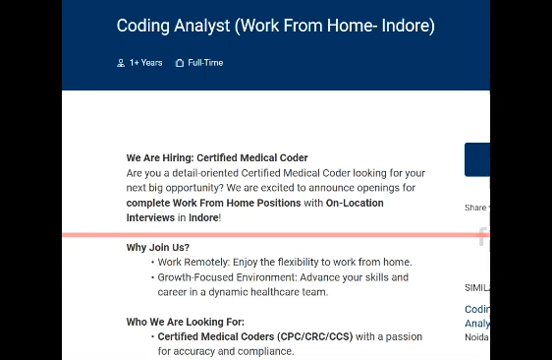 Coding Analyst (Work From Home- Indore)
1+ Years Full-Time
We Are Hiring: Certified Medical Coder
Are you a detail-oriented Certified Medical Coder looking for your
next big opportunity? We are excited to announce openings for
complete Work From Home Positions with On-Location
Interviews in Indore!
Share
Why Join Us?
• Work Remotely: Enjoy the flexibility to work from home.
• Growth-Focused Environment: Advance your skills and
career in a dynamic healthcare team.
SIMIL
Codin
Analy
Noida
Who We Are Looking For:
• Certified Medical Coders (CPC/CRC/CCS) with a passion
for accuracy and compliance.